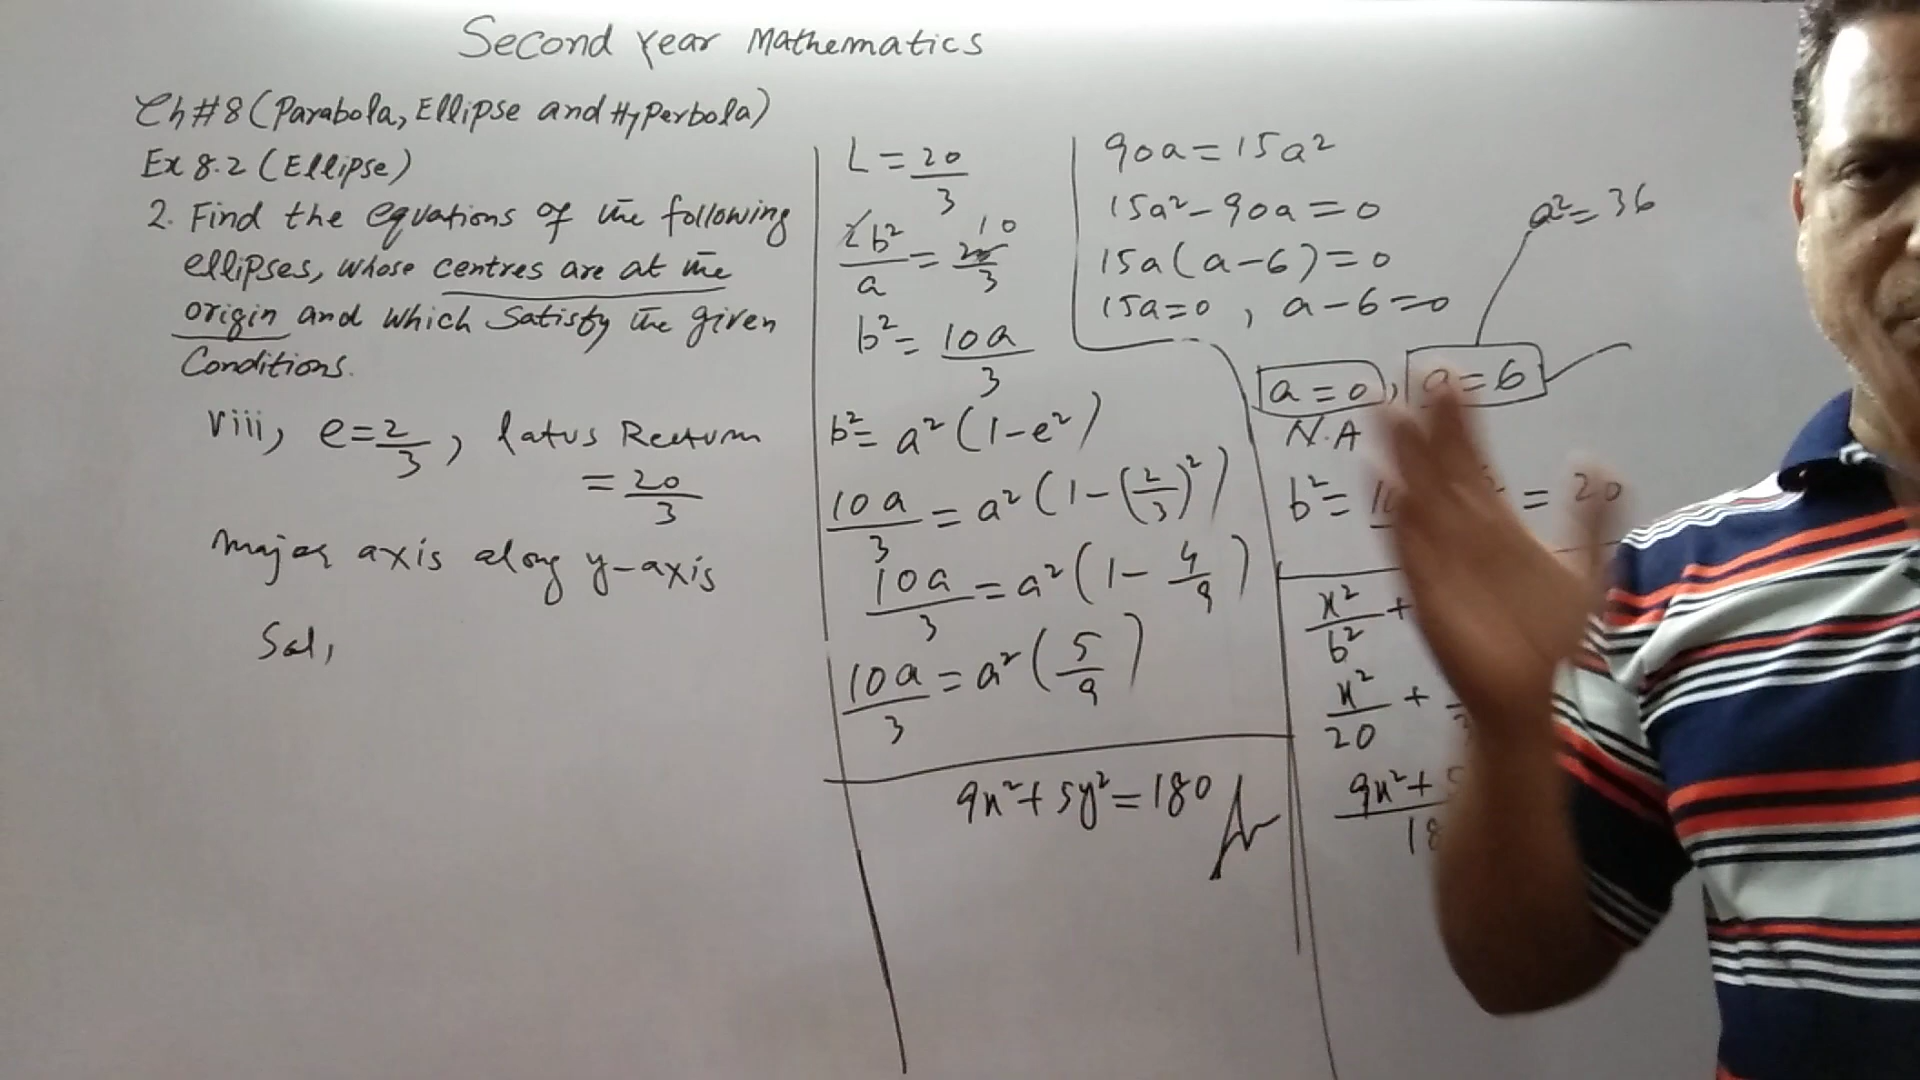 Second Year Mathematics
Ch#8 (Parabola, Ellipse and Hyperbola)
Ex 8.2 (Ellipse)
2. Find the equations of the following
ellipses, whose centres are at the
origin and which satisfy the given
Conditions.
viii, e = 2/3, latus Rectum
= 20/3
major axis along y-axis
Sol,
L = 20/3
2b²/a = 20/3 10
b² = 10a/3
b² = a²(1-e²)
10a/3 = a²(1-(2/3)²)
10a/3 = a²(1-4/9)
10a/3 = a²(5/9)
90a = 15a²
15a² - 90a = 0
15a(a-6) = 0
15a = 0, a-6 = 0
a = 0, a = 6
a² = 36
N.A
b² = = 20
x²/b² +
x²/20 +
9x² +
18
9x² + 5y² = 180